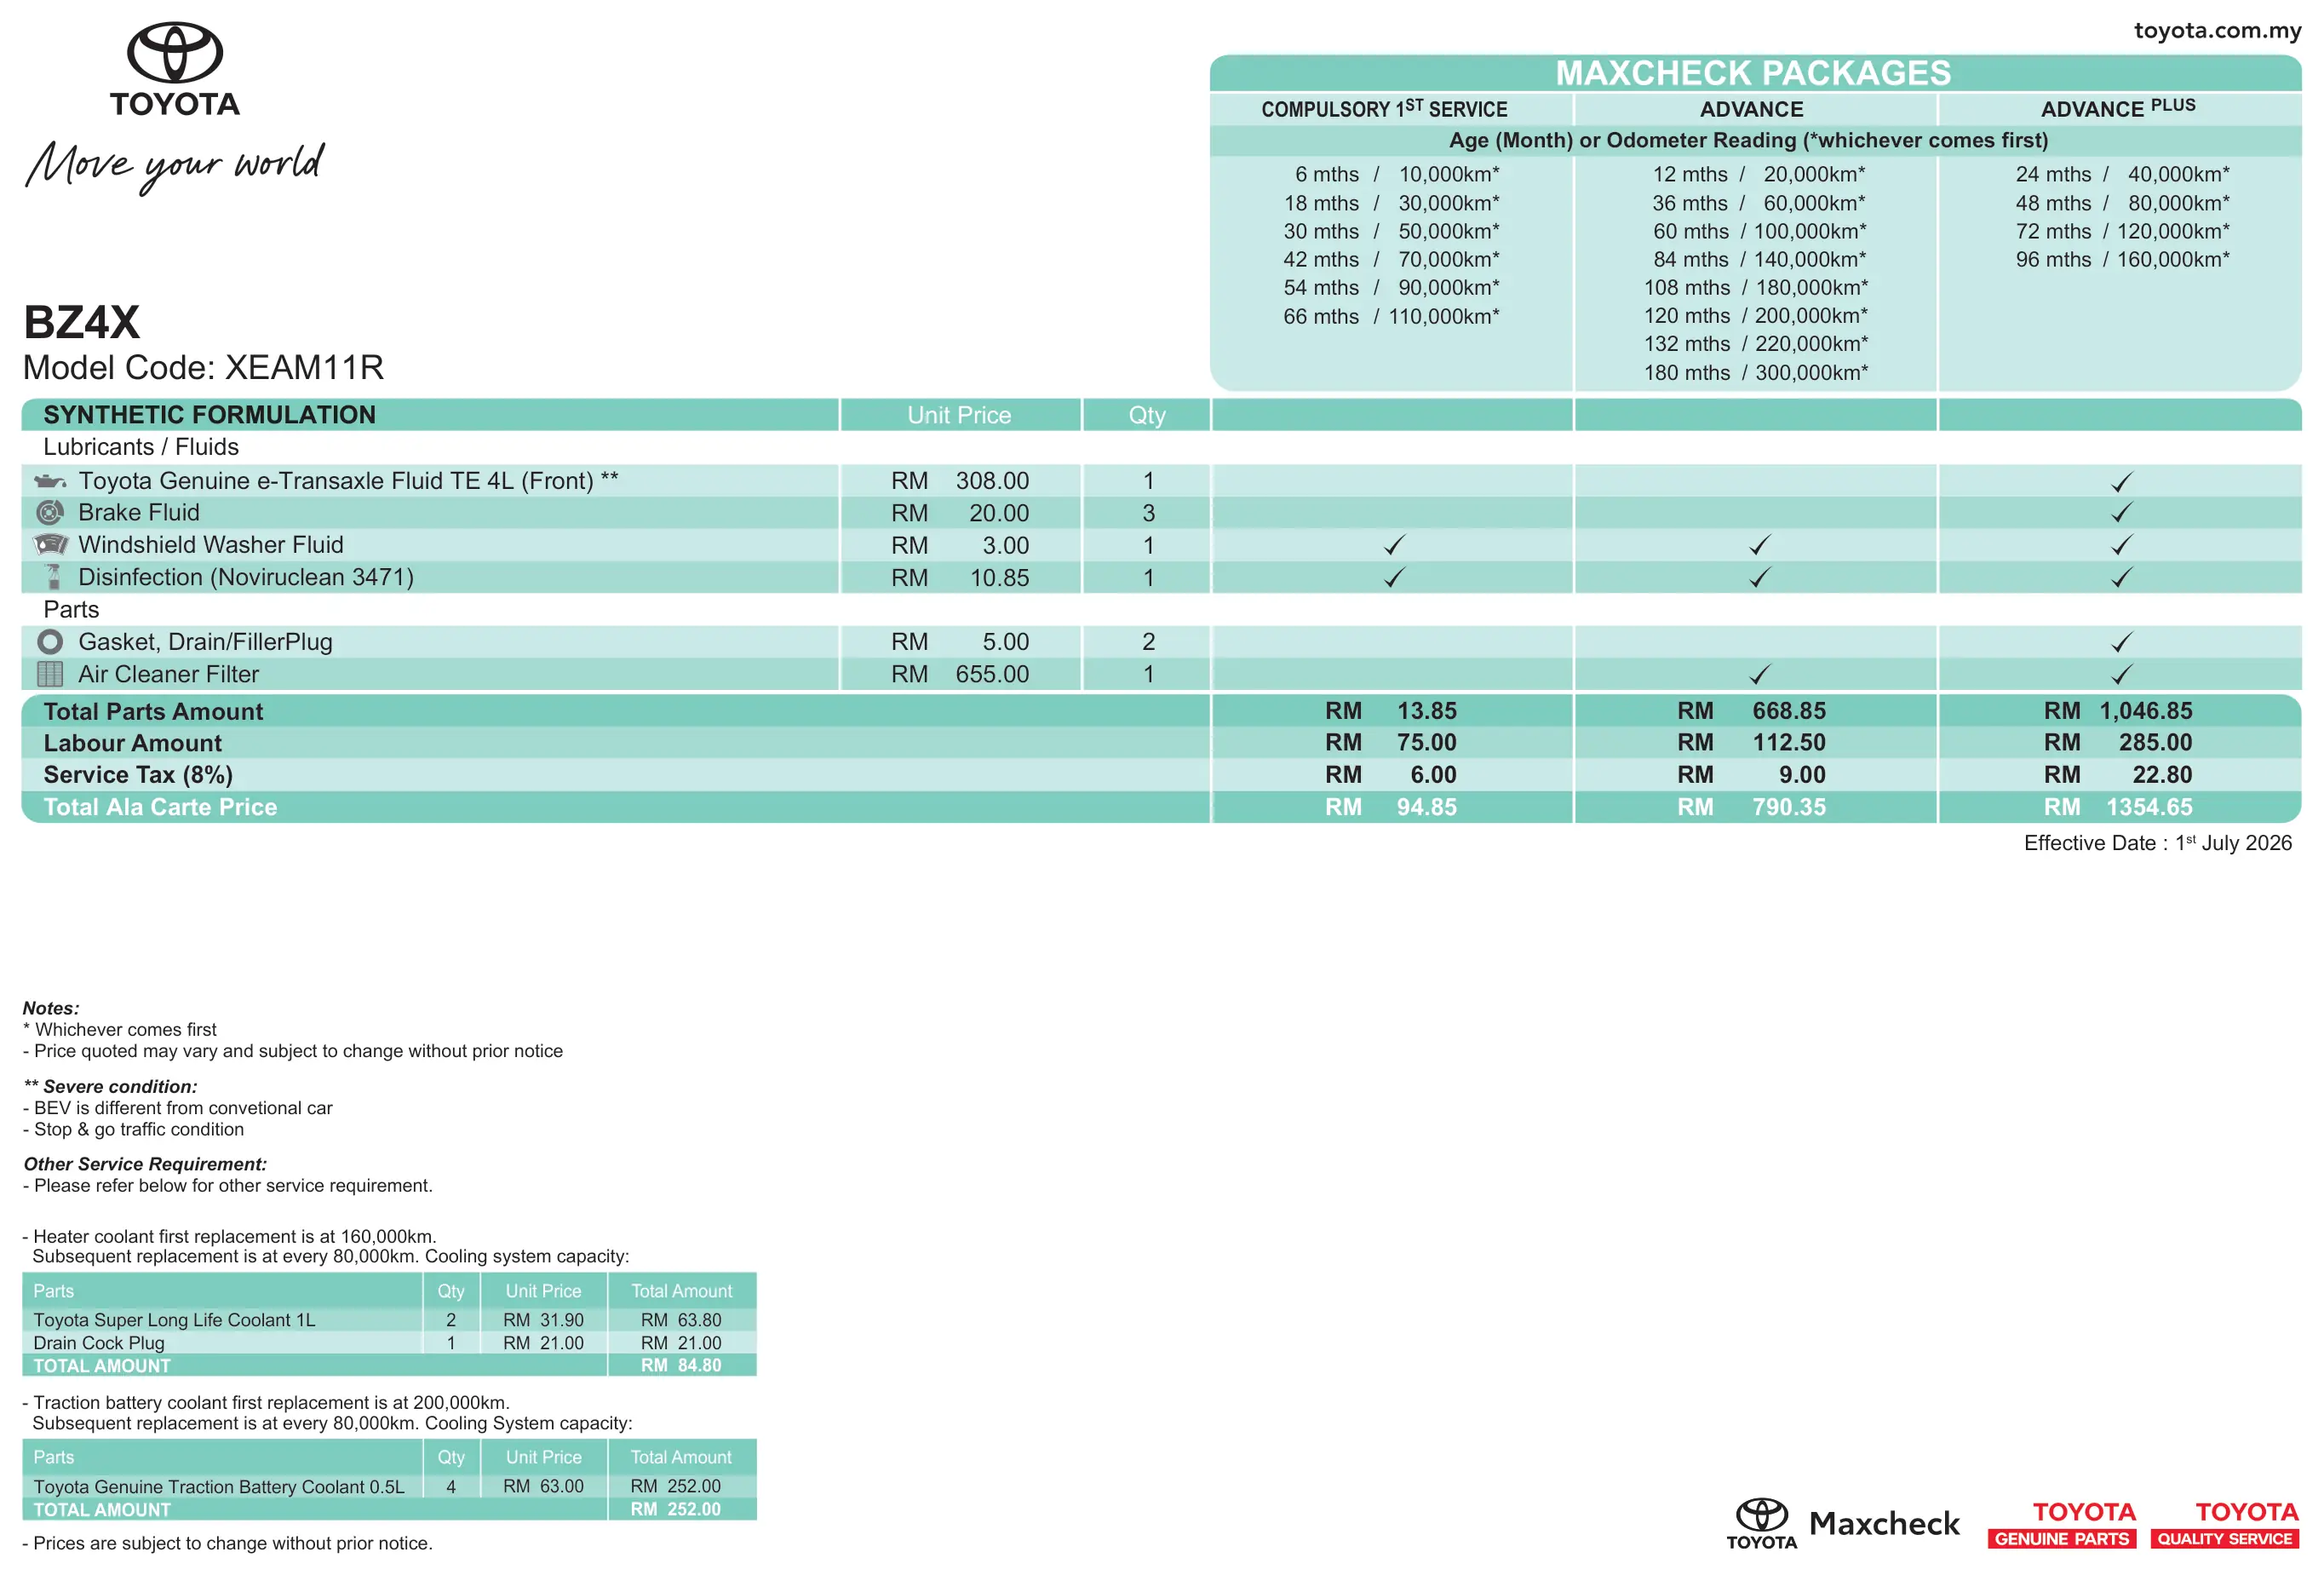 TOYOTA
Move your world
toyota.com.my
MAXCHECK PACKAGES
COMPULSORY 1ST SERVICE ADVANCE ADVANCE PLUS
Age (Month) or Odometer Reading (*whichever comes first)
6 mths / 10,000km* 12 mths / 20,000km* 24 mths / 40,000km*
18 mths / 30,000km* 36 mths / 60,000km* 48 mths / 80,000km*
30 mths / 50,000km* 60 mths / 100,000km* 72 mths / 120,000km*
42 mths / 70,000km* 84 mths / 140,000km* 96 mths / 160,000km*
54 mths / 90,000km* 108 mths / 180,000km*
66 mths / 110,000km* 120 mths / 200,000km*
132 mths / 220,000km*
180 mths / 300,000km*
BZ4X
Model Code: XEAM11R
SYNTHETIC FORMULATION Unit Price Qty
Lubricants / Fluids
Toyota Genuine e-Transaxle Fluid TE 4L (Front) ** RM 308.00 1 ✓
Brake Fluid RM 20.00 3 ✓
Windshield Washer Fluid RM 3.00 1 ✓ ✓ ✓
Disinfection (Noviruclean 3471) RM 10.85 1 ✓ ✓ ✓
Parts
Gasket, Drain/FillerPlug RM 5.00 2 ✓
Air Cleaner Filter RM 655.00 1 ✓ ✓
Total Parts Amount RM 13.85 RM 668.85 RM 1,046.85
Labour Amount RM 75.00 RM 112.50 RM 285.00
Service Tax (8%) RM 6.00 RM 9.00 RM 22.80
Total Ala Carte Price RM 94.85 RM 790.35 RM 1354.65
Effective Date : 1st July 2026
Notes:
* Whichever comes first
- Price quoted may vary and subject to change without prior notice
** Severe condition:
- BEV is different from convetional car
- Stop & go traffic condition
Other Service Requirement:
- Please refer below for other service requirement.
- Heater coolant first replacement is at 160,000km.
Subsequent replacement is at every 80,000km. Cooling system capacity:
Parts Qty Unit Price Total Amount
Toyota Super Long Life Coolant 1L 2 RM 31.90 RM 63.80
Drain Cock Plug 1 RM 21.00 RM 21.00
TOTAL AMOUNT RM 84.80
- Traction battery coolant first replacement is at 200,000km.
Subsequent replacement is at every 80,000km. Cooling System capacity:
Parts Qty Unit Price Total Amount
Toyota Genuine Traction Battery Coolant 0.5L 4 RM 63.00 RM 252.00
TOTAL AMOUNT RM 252.00
- Prices are subject to change without prior notice.
TOYOTA Maxcheck
TOYOTA GENUINE PARTS
TOYOTA QUALITY SERVICE